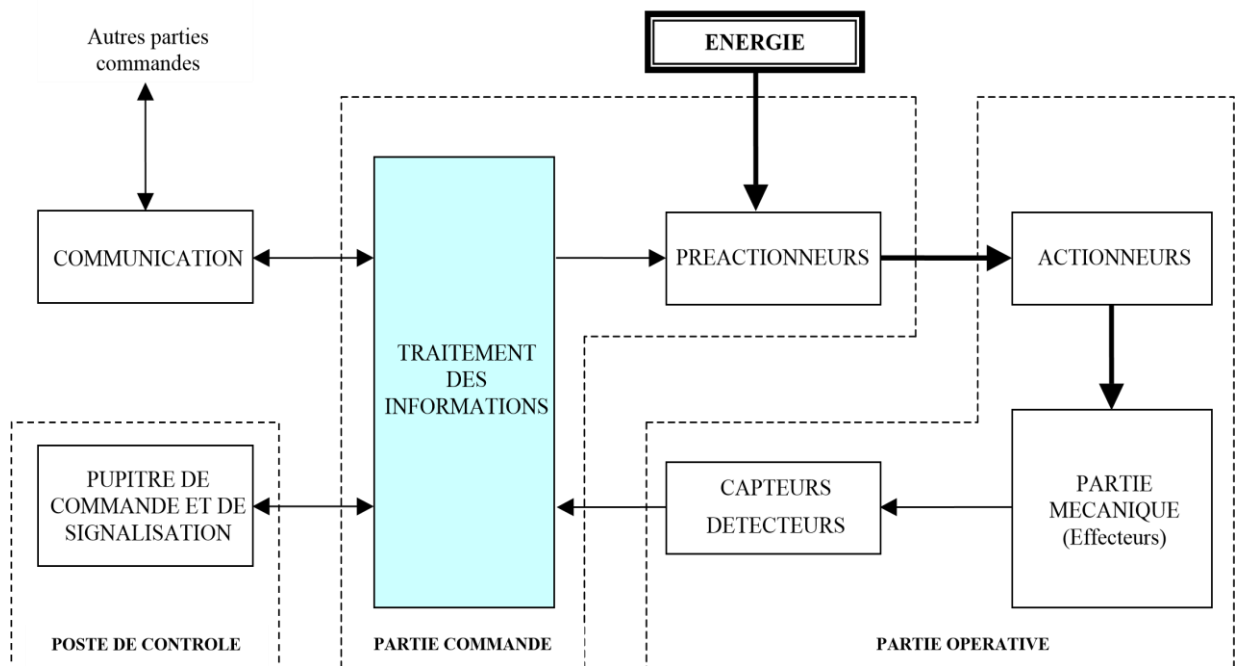 Autres parties
commandes
ENERGIE
COMMUNICATION
PREACTIONNEURS
ACTIONNEURS
TRAITEMENT
DES
INFORMATIONS
PUPITRE DE
COMMANDE ET DE
SIGNALISATION
CAPTEURS
DETECTEURS
PARTIE
MECANIQUE
(Effecteurs)
POSTE DE CONTROLE
PARTIE COMMANDE
PARTIE OPERATIVE